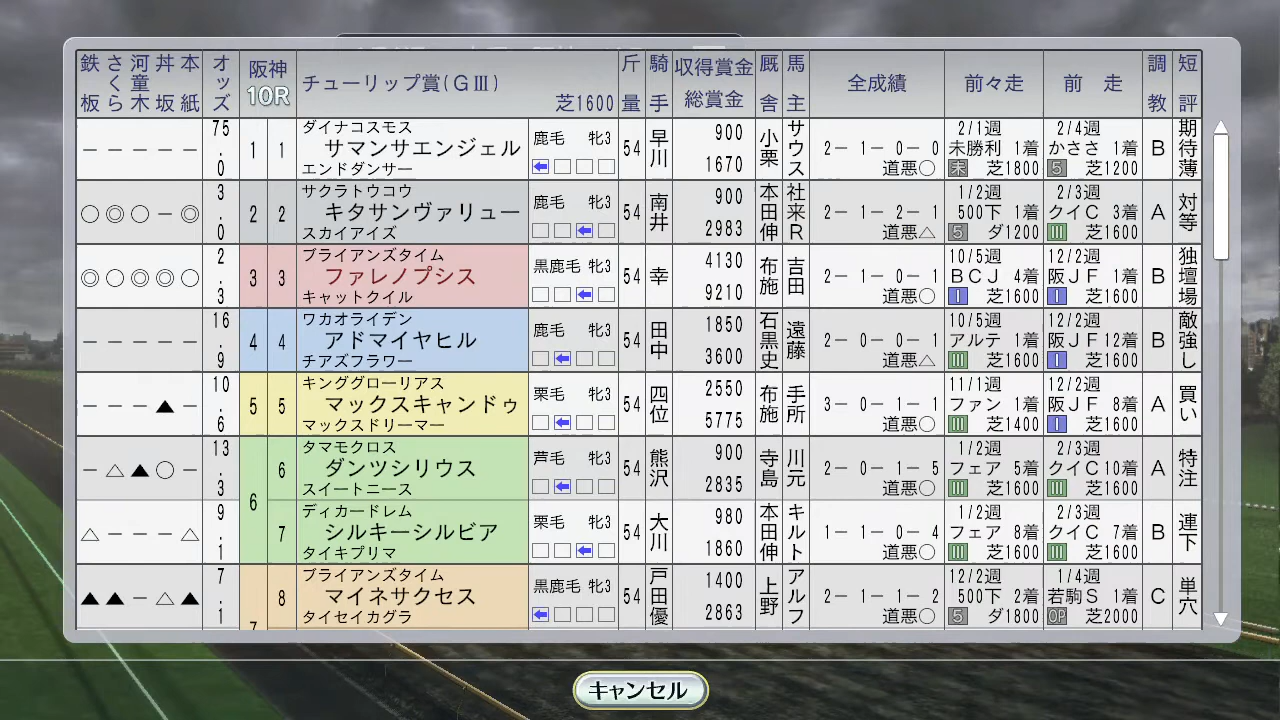 鉄板 さくら 河童木 丼坂 本紙 オッズ 阪神10R チューリップ賞(GⅢ) 芝1600 斤量 騎手 収得賞金 総賞金 厩舎 馬主 全成績 前々走 前 走 調教 短評
－－－－－ 75.0 1 1 ダイナコスモス 鹿毛 牝3 54 早川 900 小栗 サウス 2－ 1－ 0－ 0 2/1週 2/4週 B 期待薄
サマンサエンジェル 未勝利 1着 かささ 1着
エンドダンサー ← 1670 道悪○ 未 芝1800 5 芝1200
○◎○－◎ 3.0 2 2 サクラトウコウ 鹿毛 牝3 54 南井 900 本田伸 社来R 2－ 1－ 2－ 1 1/2週 2/3週 A 対等
キタサンヴァリュー 500下 1着 クイC 3着
スカイアイズ ← 2983 道悪△ 5 ダ1200 Ⅲ 芝1600
◎○◎◎○ 2.3 3 3 ブライアンズタイム 黒鹿毛 牝3 54 幸 4130 布施 吉田 2－ 1－ 0－ 1 10/5週 12/2週 B 独壇場
ファレノプシス BCJ 4着 阪JF 1着
キャットクイル ← 9210 道悪○ Ⅰ 芝1600 Ⅰ 芝1600
－－－－－ 16.9 4 4 ワカオライデン 鹿毛 牝3 54 田中 1850 石黒史 遠藤 2－ 0－ 0－ 1 10/5週 12/2週 B 敵強し
アドマイヤヒル アルテ 1着 阪JF12着
チアズフラワー ← 3600 道悪△ Ⅲ 芝1600 Ⅰ 芝1600
－－－▲－ 10.6 5 5 キンググローリアス 栗毛 牝3 54 四位 2550 布施 手所 3－ 0－ 1－ 1 11/1週 12/2週 A 買い
マックスキャンドゥ ファン 1着 阪JF 8着
マックスドリーマー ← 5775 道悪○ Ⅲ 芝1400 Ⅰ 芝1600
－△▲○－ 13.3 6 6 タマモクロス 芦毛 牝3 54 熊沢 900 寺島 川元 2－ 0－ 1－ 5 1/2週 2/3週 A 特注
ダンツシリウス フェア 5着 クイC10着
スイートニース ← 2835 道悪○ Ⅲ 芝1600 Ⅲ 芝1600
△－－－△ 9.1 7 ディカードレム 栗毛 牝3 54 大川 980 本田伸 キルト 1－ 1－ 0－ 4 1/2週 2/3週 B 連下
シルキーシルビア フェア 8着 クイC 7着
タイキプリマ ← 1860 道悪○ Ⅲ 芝1600 Ⅲ 芝1600
▲▲－△▲ 7.1 7 8 ブライアンズタイム 黒鹿毛 牝3 54 戸田優 1400 上野 アルフ 2－ 1－ 1－ 2 12/2週 1/4週 C 単穴
マイネサクセス 500下 2着 若駒S 1着
タイセイカグラ ← 2863 道悪○ 5 ダ1800 OP 芝2000
キャンセル